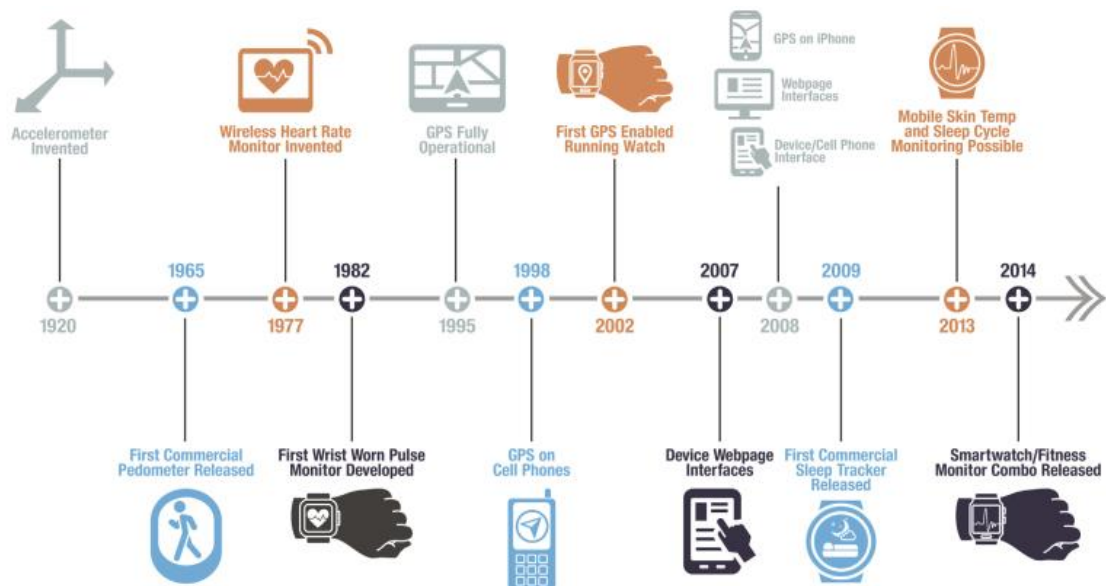 Accelerometer
Invented
Wireless Heart Rate
Monitor Invented
GPS Fully
Operational
First GPS Enabled
Running Watch
GPS on iPhone
Webpage
Interfaces
Device/Cell Phone
Interface
Mobile Skin Temp
and Sleep Cycle
Monitoring Possible
1965
1982
1998
2007
2009
2014
1920
1977
1995
2002
2008
2013
First Commercial
Pedometer Released
First Wrist Worn Pulse
Monitor Developed
GPS on
Cell Phones
Device Webpage
Interfaces
First Commercial
Sleep Tracker
Released
Smartwatch/Fitness
Monitor Combo Released